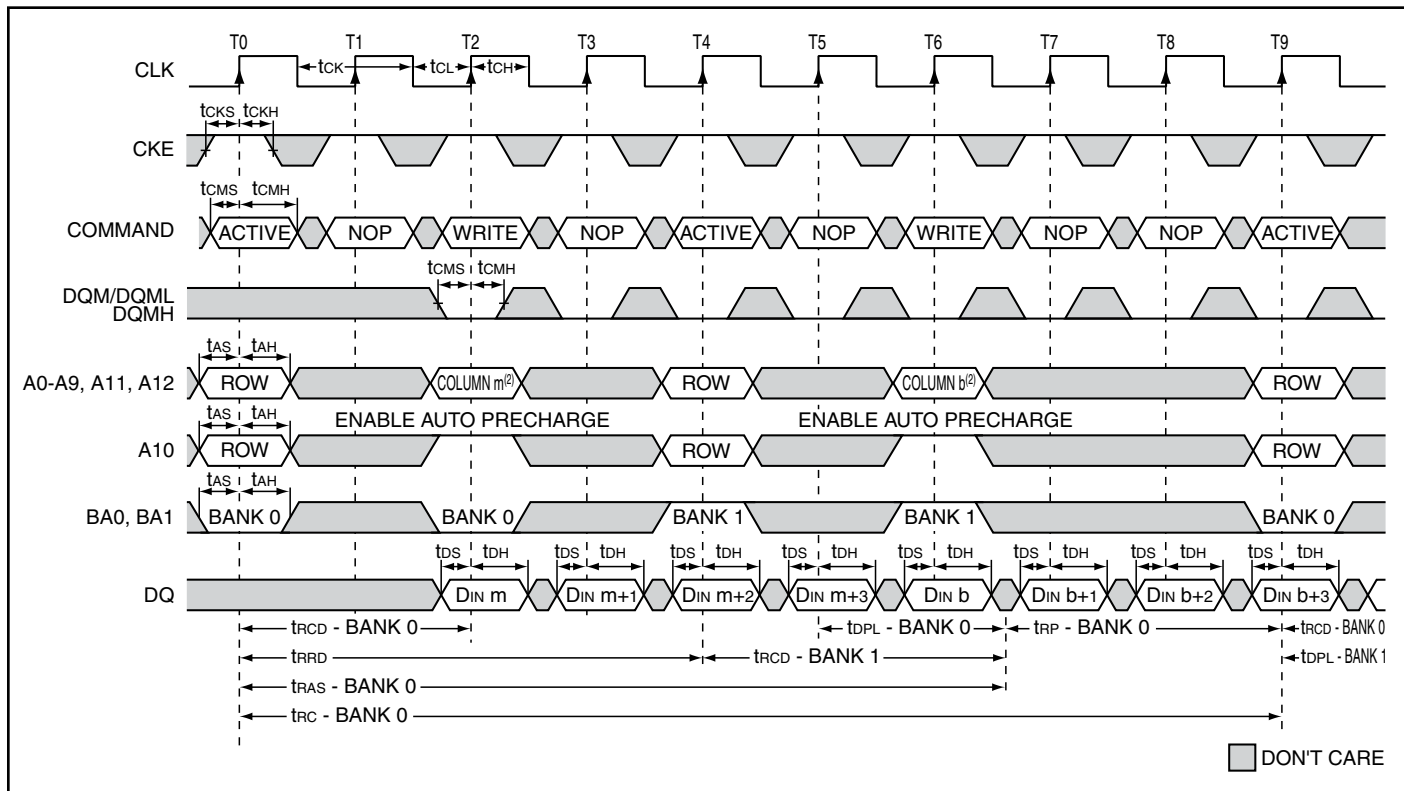 T0 T1 T2 T3 T4 T5 T6 T7 T8 T9
CLK tCK tCL tCH
tCKS tCKH
CKE
tCMS tCMH
COMMAND ACTIVE NOP WRITE NOP ACTIVE NOP WRITE NOP NOP ACTIVE
tCMS tCMH
DQM/DQML
DQMH
tAS tAH
A0-A9, A11, A12 ROW COLUMN m(2) ROW COLUMN b(2) ROW
tAS tAH ENABLE AUTO PRECHARGE ENABLE AUTO PRECHARGE
A10 ROW ROW ROW
tAS tAH
BA0, BA1 BANK 0 BANK 0 BANK 1 BANK 1 BANK 0
tDS tDH tDS tDH tDS tDH tDS tDH tDS tDH tDS tDH tDS tDH tDS tDH
DQ DIN m DIN m+1 DIN m+2 DIN m+3 DIN b DIN b+1 DIN b+2 DIN b+3
tRCD - BANK 0 tDPL - BANK 0 tRP - BANK 0 tRCD - BANK 0
tRRD tRCD - BANK 1 tDPL - BANK 1
tRAS - BANK 0
tRC - BANK 0
DON'T CARE